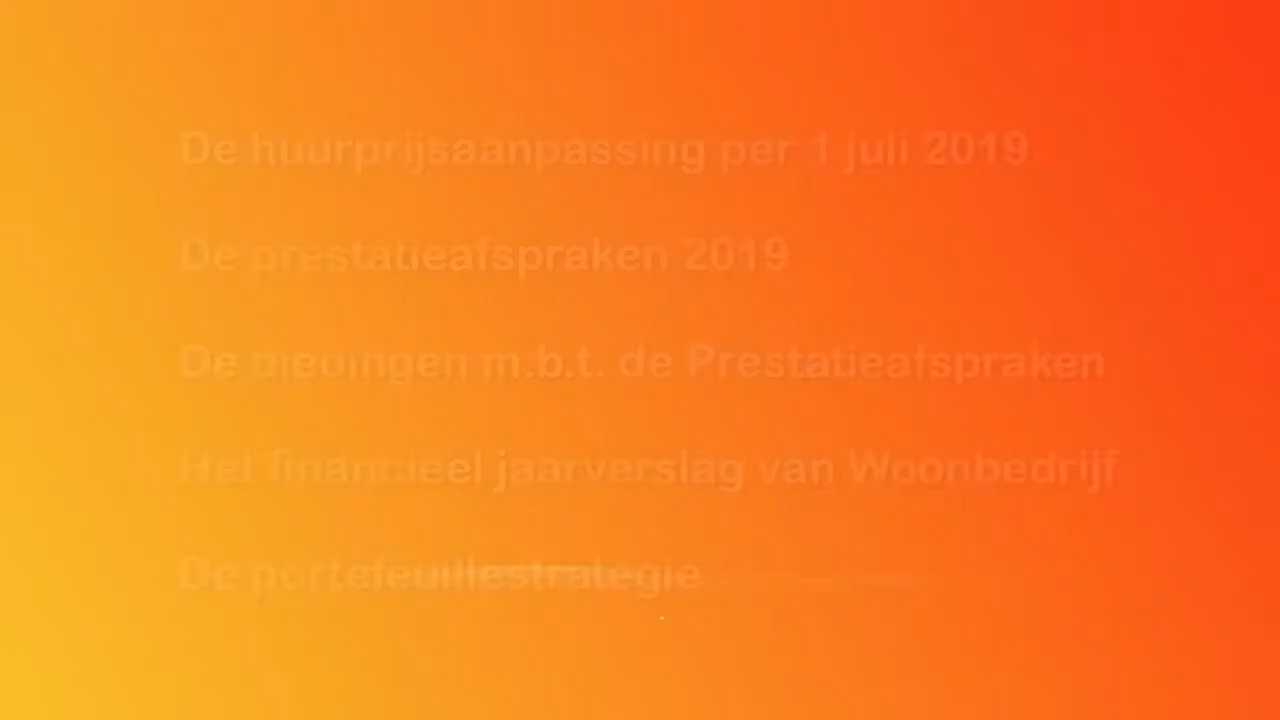 De huurprijsaanpassing per 1 juli 2019
De prestatieafspraken 2019
De biedingen m.b.t. de Prestatieafspraken
Het financieel jaarverslag van Woonbedrijf
De portefeuillestrategie